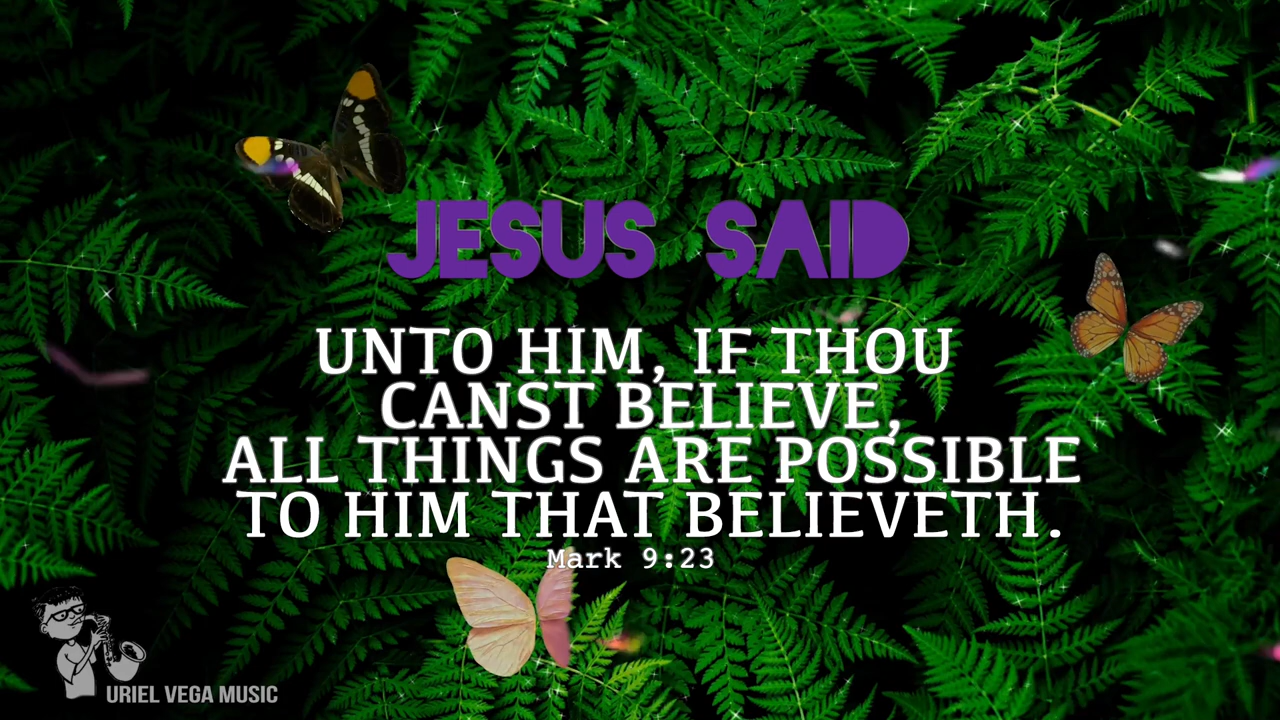 JESUS SAID
UNTO HIM, IF THOU
CANST BELIEVE,
ALL THINGS ARE POSSIBLE
TO HIM THAT BELIEVETH.
Mark 9:23
URIEL VEGA MUSIC